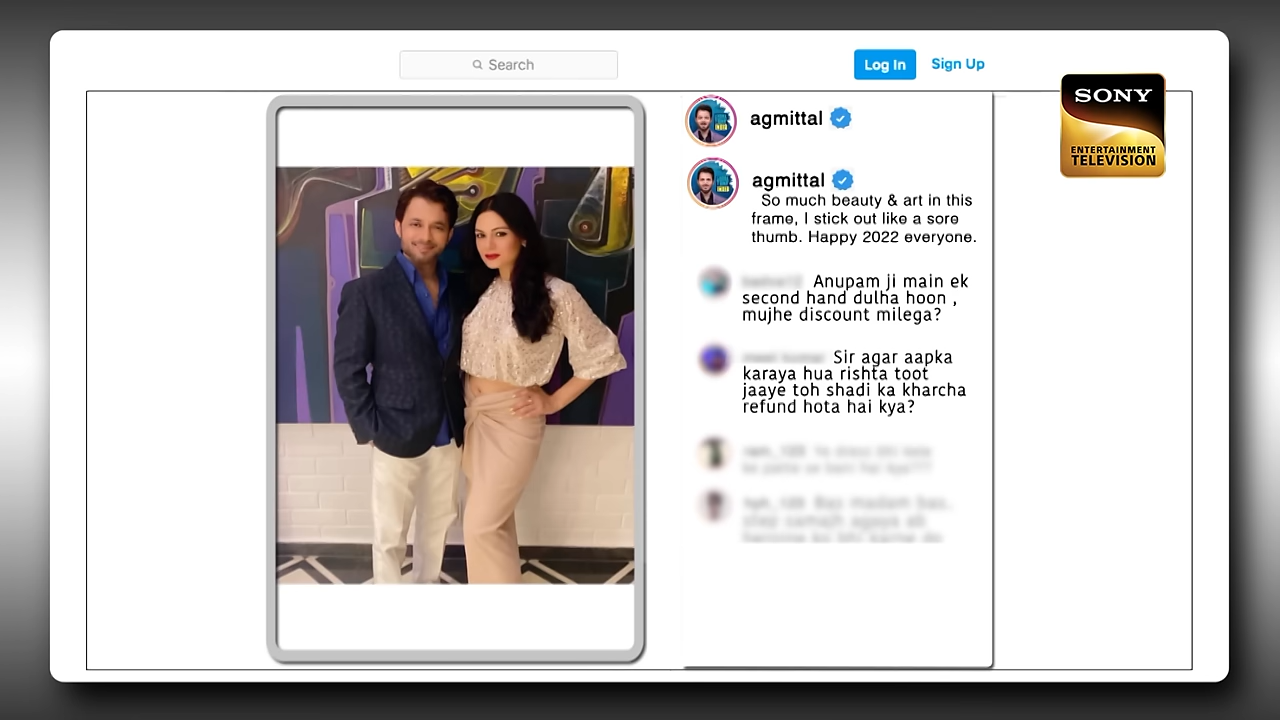 Search
Log In
Sign Up
SONY
ENTERTAINMENT
TELEVISION
agmittal
agmittal
So much beauty & art in this
frame, I stick out like a sore
thumb. Happy 2022 everyone.
Anupam ji main ek
second hand dulha hoon ,
mujhe discount milega?
Sir agar aapka
karaya hua rishta toot
jaaye toh shadi ka kharcha
refund hota hai kya?